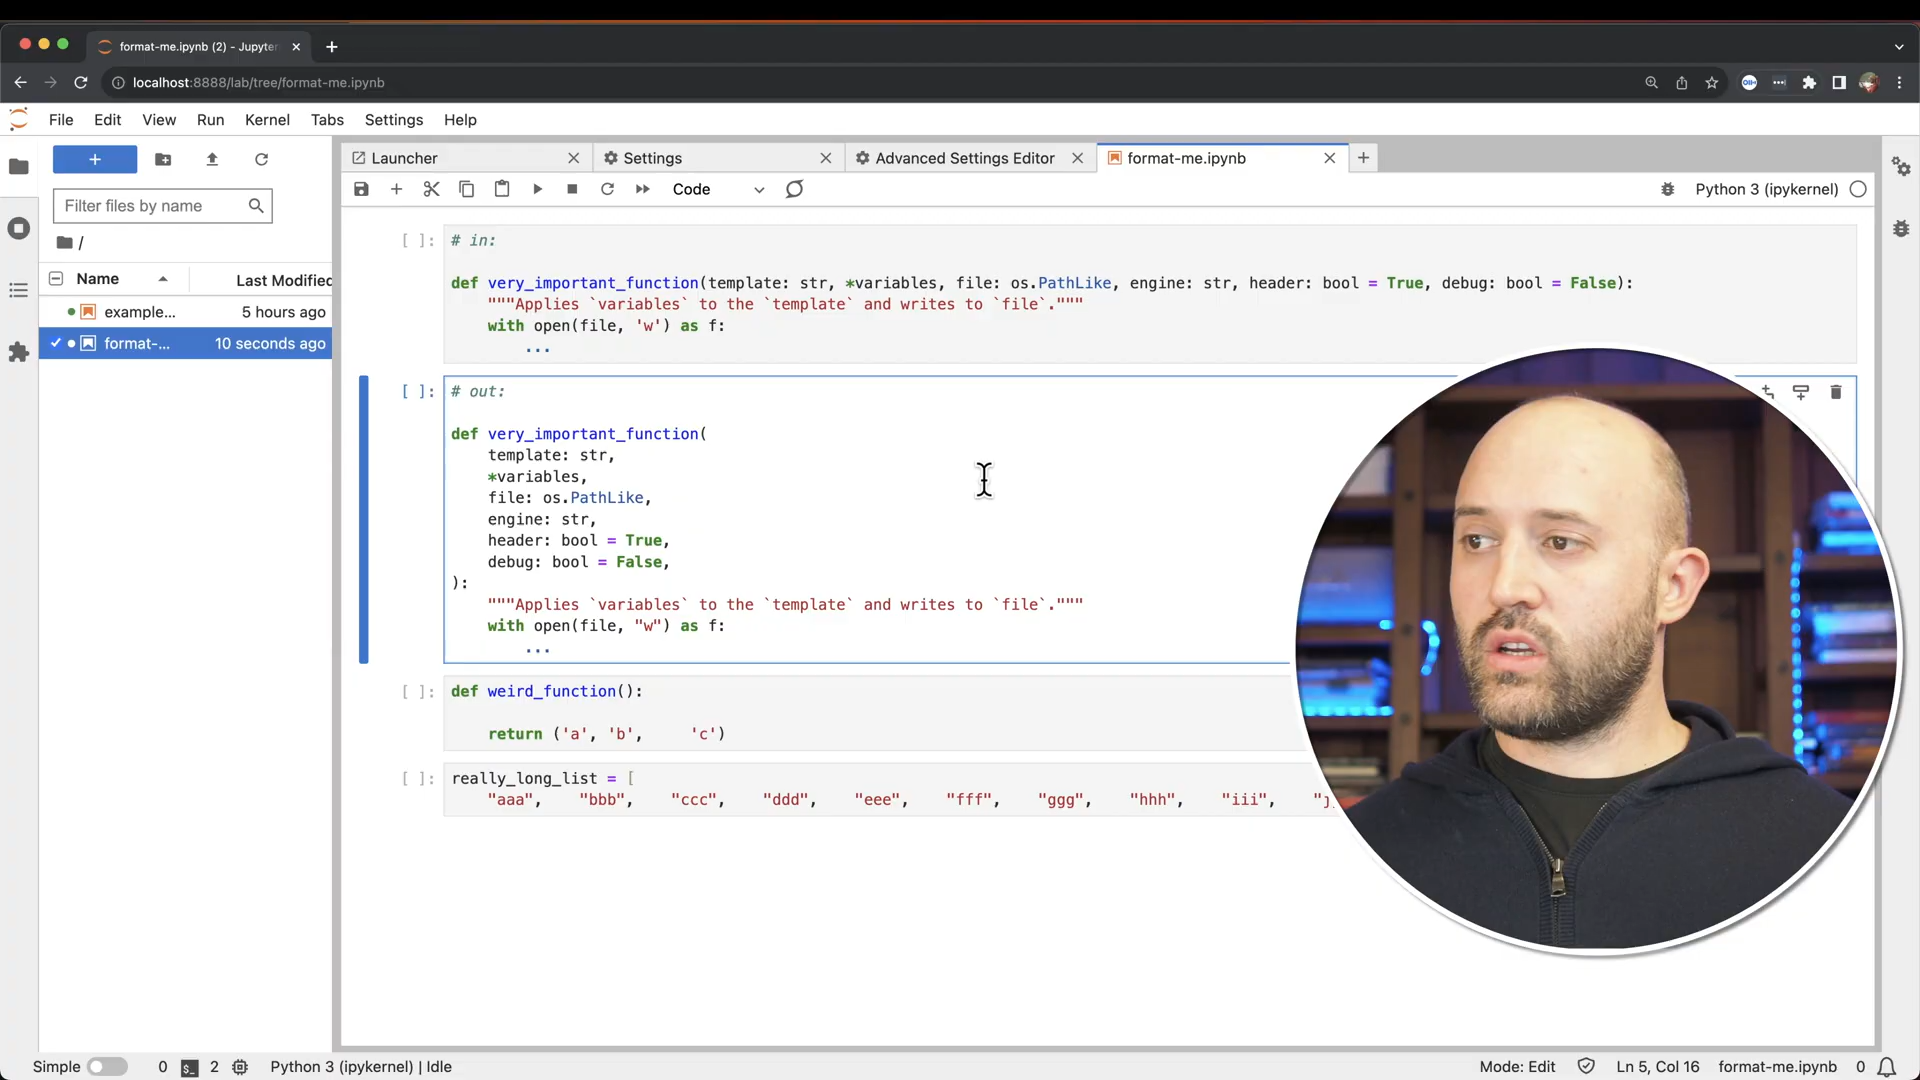 format-me.ipynb (2) - Jupyte
localhost:8888/lab/tree/format-me.ipynb
File Edit View Run Kernel Tabs Settings Help
Launcher
Settings
Advanced Settings Editor
format-me.ipynb
Code
Python 3 (ipykernel)
Filter files by name
/
Name Last Modified
example... 5 hours ago
format-... 10 seconds ago
[ ]: # in:
def very_important_function(template: str, *variables, file: os.PathLike, engine: str, header: bool = True, debug: bool = False):
"""Applies `variables` to the `template` and writes to `file`."""
with open(file, 'w') as f:
...
[ ]: # out:
def very_important_function(
template: str,
*variables,
file: os.PathLike,
engine: str,
header: bool = True,
debug: bool = False,
):
"""Applies `variables` to the `template` and writes to `file`."""
with open(file, "w") as f:
...
[ ]: def weird_function():
return ('a', 'b', 'c')
[ ]: really_long_list = [
"aaa", "bbb", "ccc", "ddd", "eee", "fff", "ggg", "hhh", "iii",
Simple 0 2 Python 3 (ipykernel) | Idle
Mode: Edit Ln 5, Col 16 format-me.ipynb 0